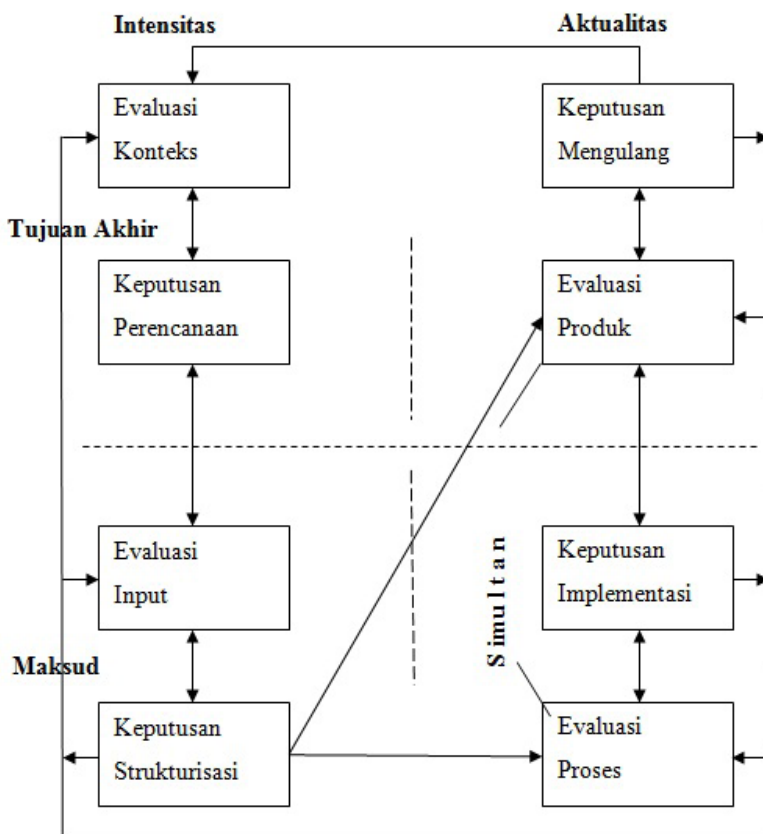 Intensitas
Aktualitas
Evaluasi
Konteks
Keputusan
Mengulang
Tujuan Akhir
Keputusan
Perencanaan
Evaluasi
Produk
Evaluasi
Input
Keputusan
Implementasi
Simultan
Maksud
Keputusan
Strukturisasi
Evaluasi
Proses